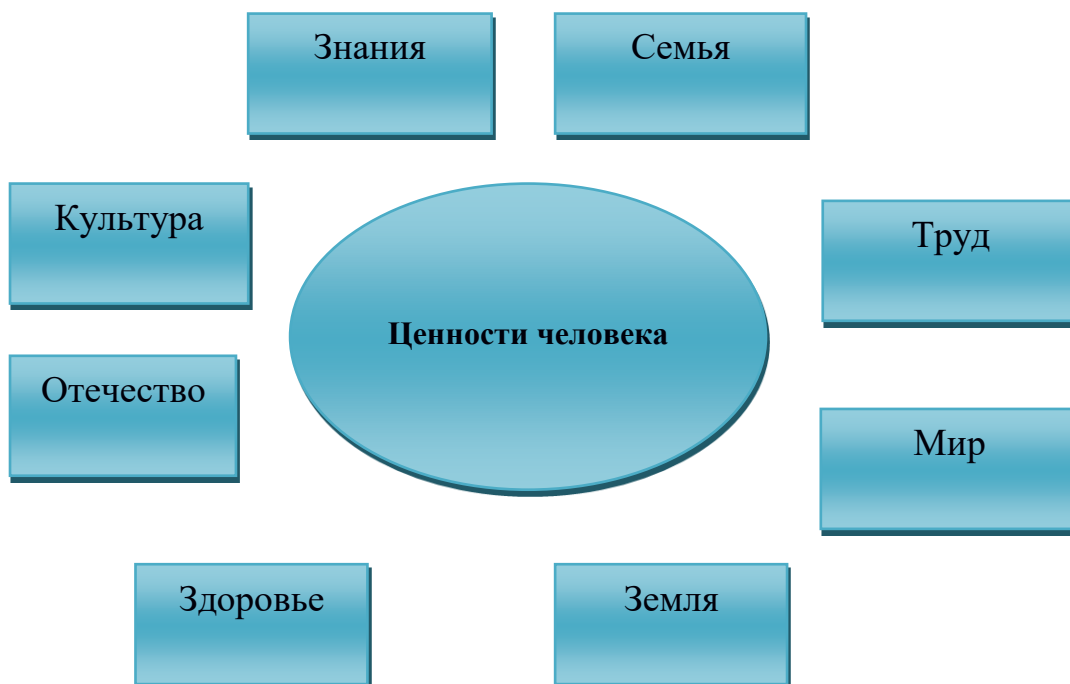 Знания
Семья
Культура
Труд
Ценности человека
Отечество
Мир
Здоровье
Земля